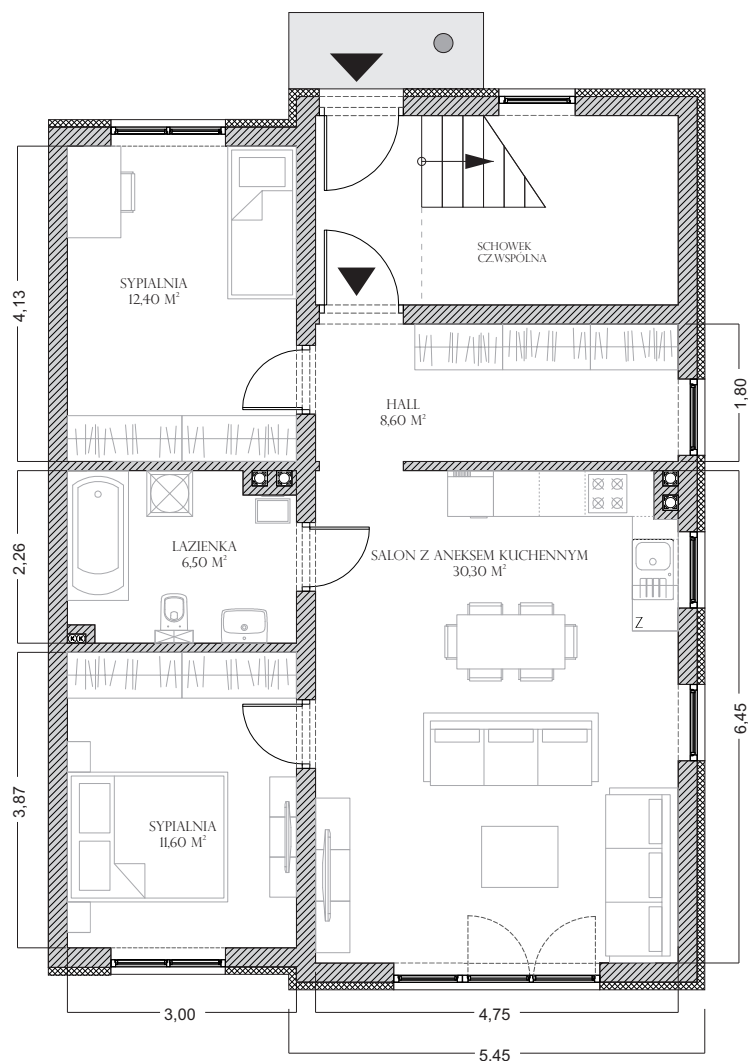 SCHOWEK
CZ.WSPÓLNA
SYPIALNIA
12,40 M²
4,13
HALL
8,60 M²
1,80
LAZIENKA
6,50 M²
2,26
SALON Z ANEKSEM KUCHENNYM
30,30 M²
Z
6,45
SYPIALNIA
11,60 M²
3,87
3,00
4,75
5,45